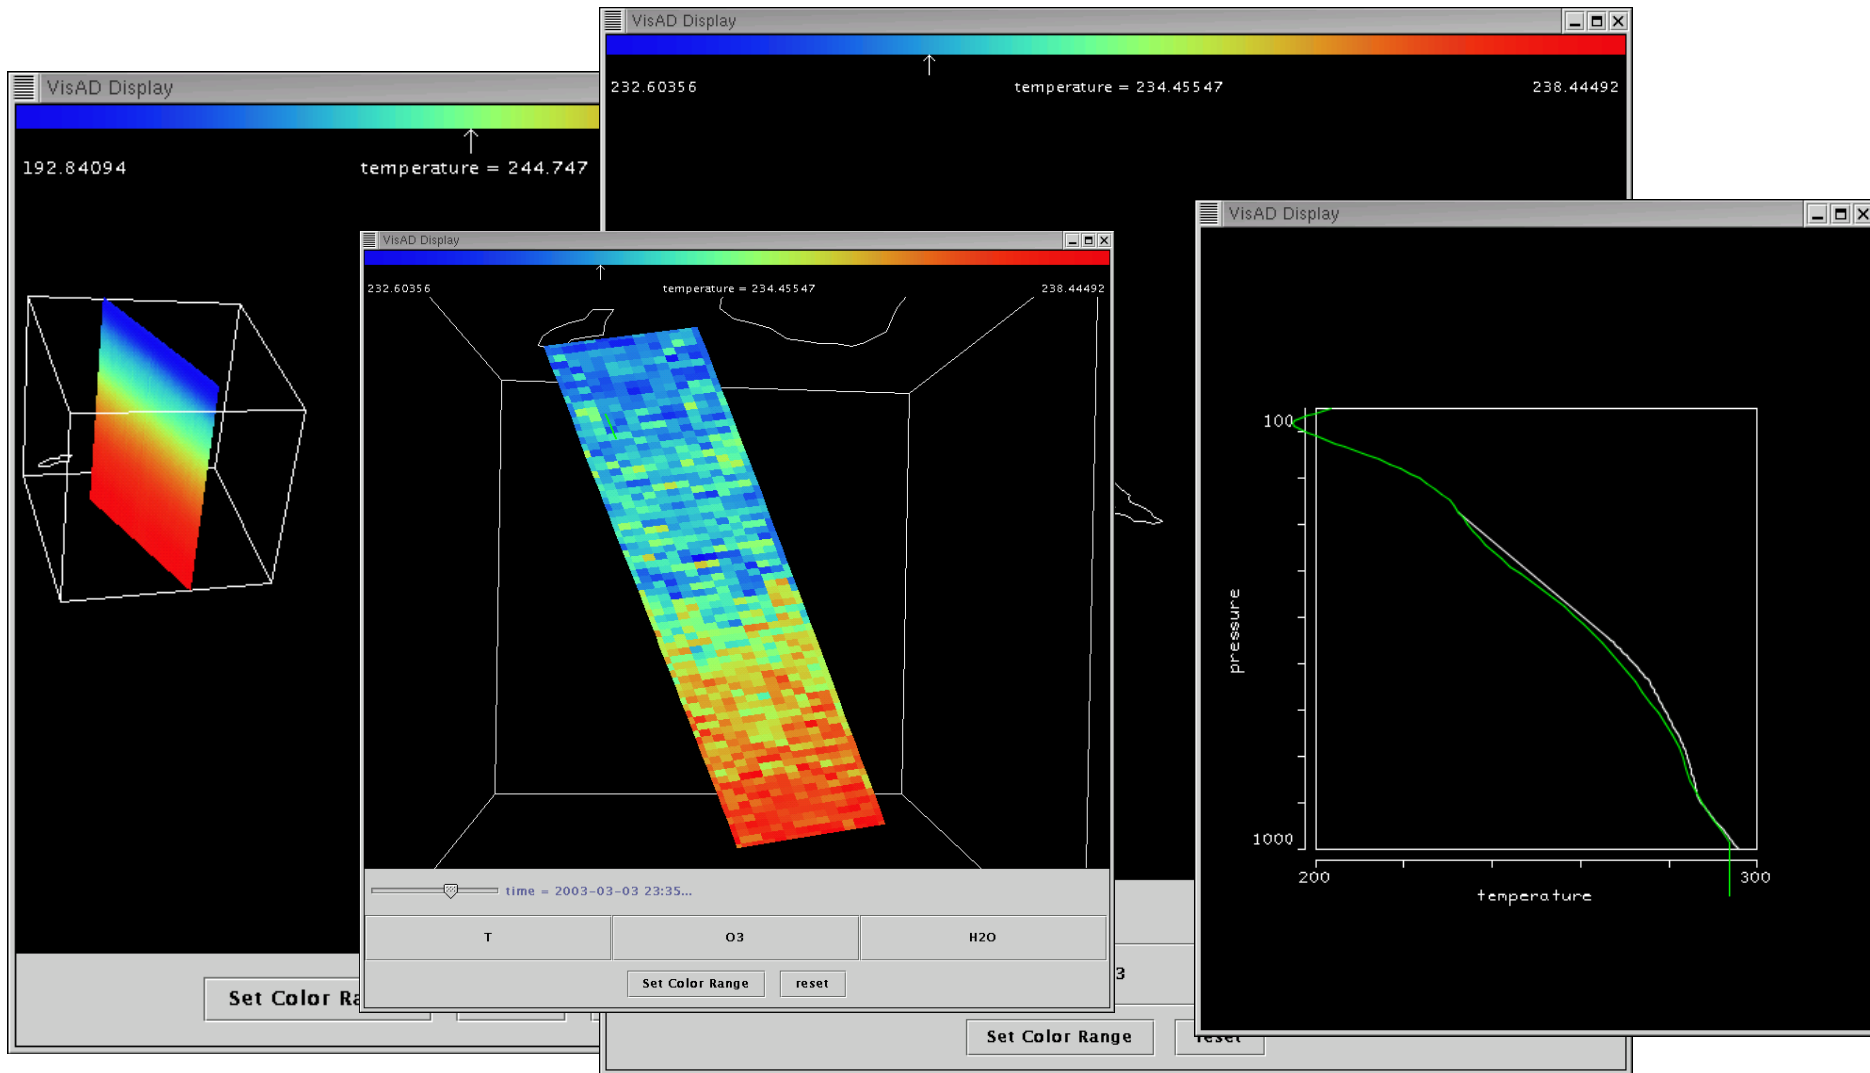 VisAD Display
192.84094
temperature = 244.747
Set Color Ra
VisAD Display
232.60356
temperature = 234.45547
238.44492
3
Set Color Range
reset
VisAD Display
232.60356
temperature = 234.45547
238.44492
time = 2003-03-03 23:35...
T
O3
H2O
Set Color Range
reset
VisAD Display
100
pressure
1000
200
300
temperature